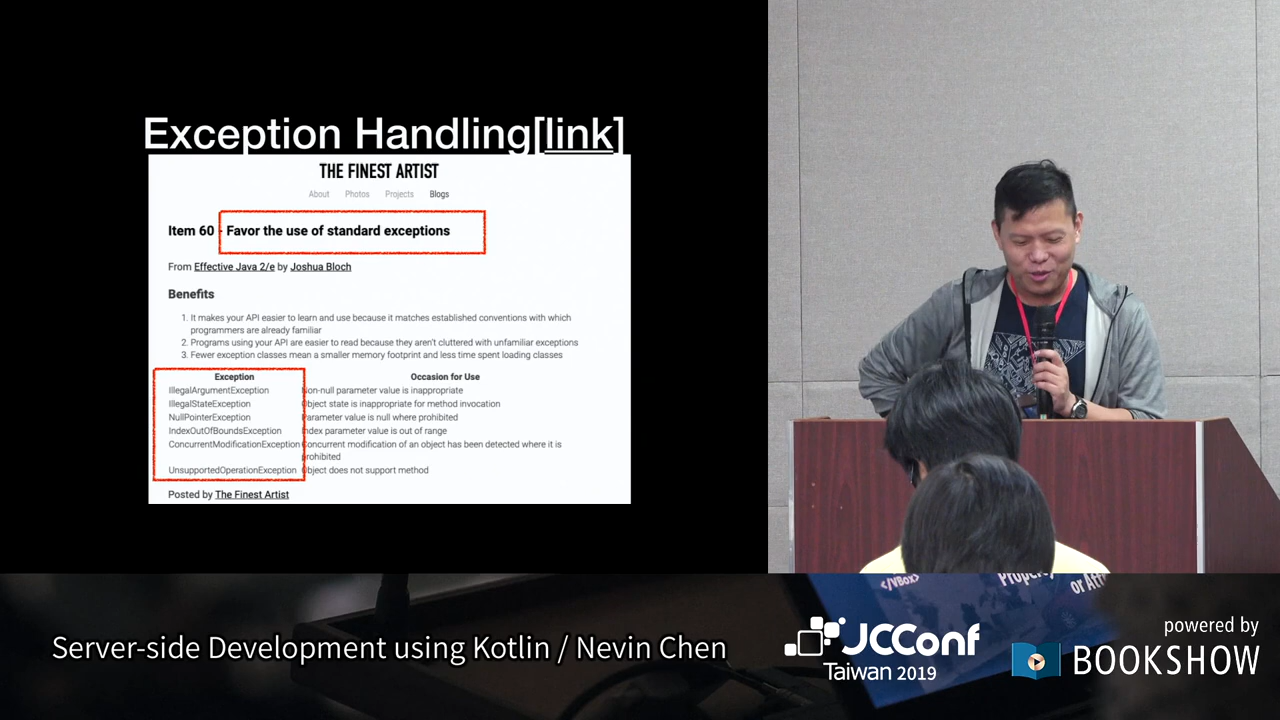 Exception Handling[link]
THE FINEST ARTIST
About Photos Projects Blogs
Item 60 - Favor the use of standard exceptions
From Effective Java 2/e by Joshua Bloch
Benefits
1. It makes your API easier to learn and use because it matches established conventions with which
programmers are already familiar
2. Programs using your API are easier to read because they aren't cluttered with unfamiliar exceptions
3. Fewer exception classes mean a smaller memory footprint and less time spent loading classes
Exception Occasion for Use
IllegalArgumentException Non-null parameter value is inappropriate
IllegalStateException Object state is inappropriate for method invocation
NullPointerException Parameter value is null where prohibited
IndexOutOfBoundsException Index parameter value is out of range
ConcurrentModificationException Concurrent modification of an object has been detected where it is
prohibited
UnsupportedOperationException Object does not support method
Posted by The Finest Artist
</VBox>
or
Server-side Development using Kotlin / Nevin Chen
JCConf
Taiwan 2019
powered by
BOOKSHOW